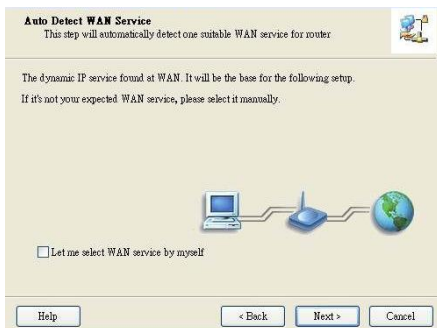 Auto Detect WAN Service
This step will automatically detect one suitable WAN service for router
The dynamic IP service found at WAN. It will be the base for the following setup.
If it's not your expected WAN service, please select it manually.
Let me select WAN service by myself
Help
< Back
Next >
Cancel